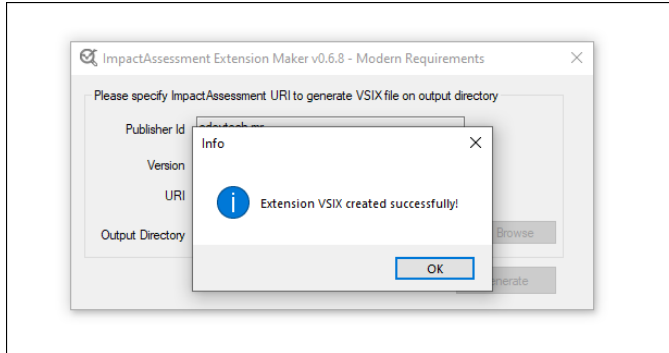 ImpactAssessment Extension Maker v0.6.8 - Modern Requirements
Please specify ImpactAssessment URI to generate VSIX file on output directory
Publisher Id
Info
Version
URI
Extension VSIX created successfully!
Output Directory
Browse
OK